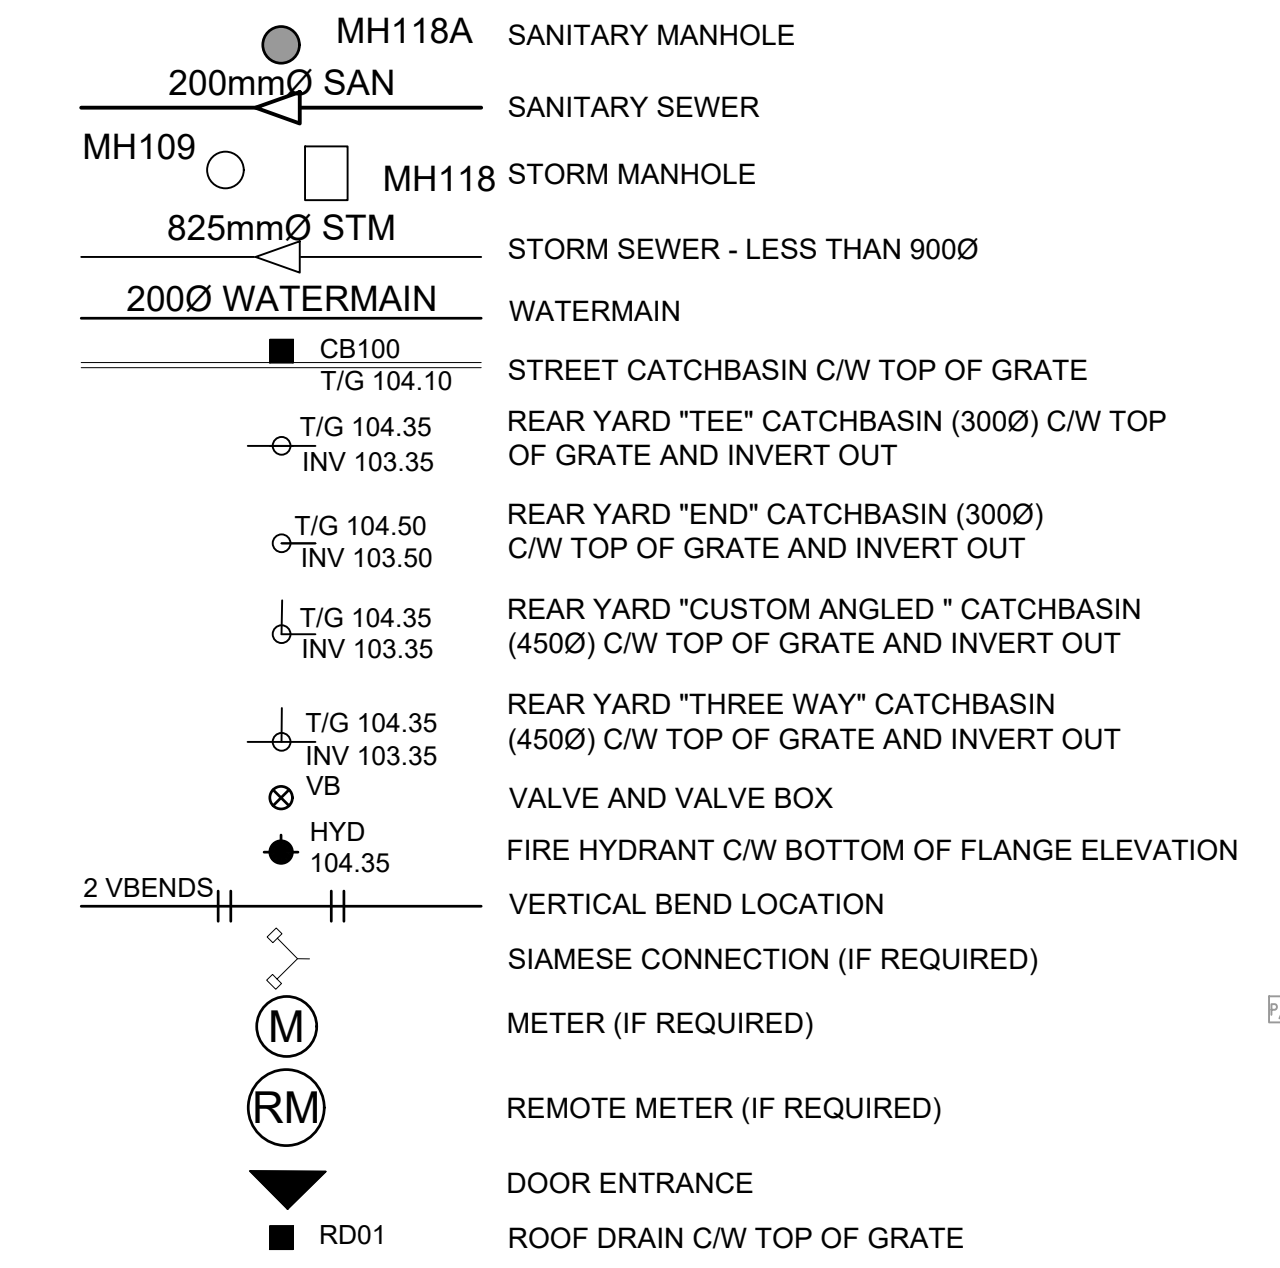 MH118A SANITARY MANHOLE
200mmØ SAN
SANITARY SEWER
MH109
MH118 STORM MANHOLE
825mmØ STM
STORM SEWER - LESS THAN 900Ø
200Ø WATERMAIN
WATERMAIN
CB100
T/G 104.10
STREET CATCHBASIN C/W TOP OF GRATE
T/G 104.35
INV 103.35
REAR YARD "TEE" CATCHBASIN (300Ø) C/W TOP
OF GRATE AND INVERT OUT
T/G 104.50
INV 103.50
REAR YARD "END" CATCHBASIN (300Ø)
C/W TOP OF GRATE AND INVERT OUT
T/G 104.35
INV 103.35
REAR YARD "CUSTOM ANGLED " CATCHBASIN
(450Ø) C/W TOP OF GRATE AND INVERT OUT
T/G 104.35
INV 103.35
REAR YARD "THREE WAY" CATCHBASIN
(450Ø) C/W TOP OF GRATE AND INVERT OUT
VB
VALVE AND VALVE BOX
HYD
104.35
FIRE HYDRANT C/W BOTTOM OF FLANGE ELEVATION
2 VBENDS
VERTICAL BEND LOCATION
SIAMESE CONNECTION (IF REQUIRED)
M
METER (IF REQUIRED)
RM
REMOTE METER (IF REQUIRED)
DOOR ENTRANCE
RD01
ROOF DRAIN C/W TOP OF GRATE